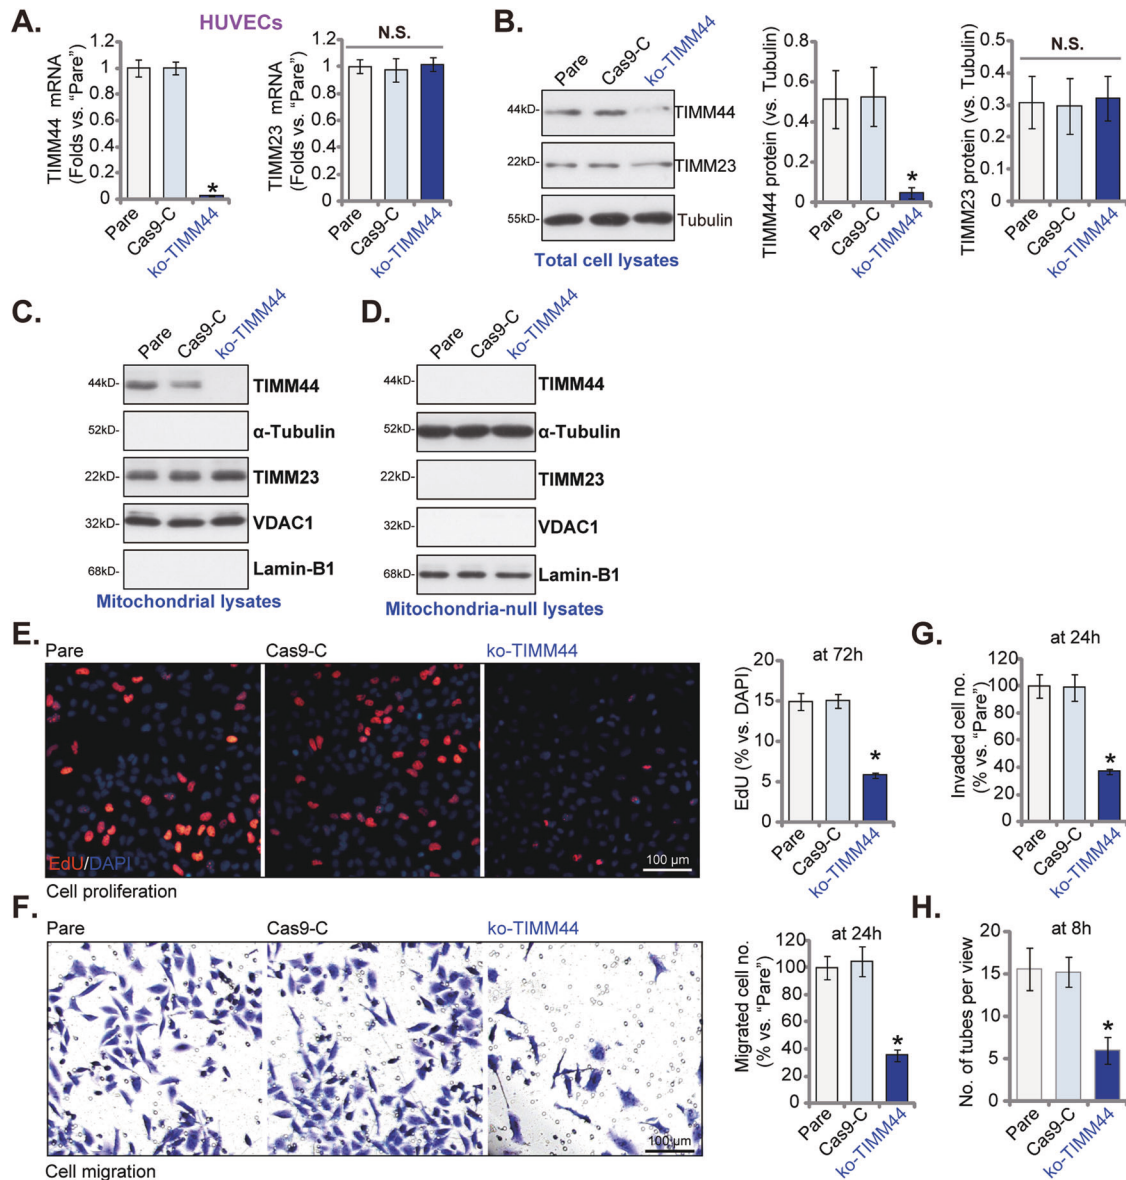 A.
HUVECs
TIMM44 mRNA
(Folds vs. “Pare”)
1.2
1
0.8
0.6
0.4
0.2
0
*
Pare
Cas9-C
ko-TIMM44
TIMM23 mRNA
(Folds vs. “Pare”)
1.2
1
0.8
0.6
0.4
0.2
0
N.S.
Pare
Cas9-C
ko-TIMM44
B.
Pare
Cas9-C
ko-TIMM44
44kD-
TIMM44
22kD-
TIMM23
55kD-
Tubulin
Total cell lysates
TIMM44 protein (vs. Tubulin)
0.8
0.6
0.4
0.2
0
*
Pare
Cas9-C
ko-TIMM44
TIMM23 protein (vs. Tubulin)
0.5
0.4
0.3
0.2
0.1
0
N.S.
Pare
Cas9-C
ko-TIMM44
C.
Pare
Cas9-C
ko-TIMM44
44kD-
TIMM44
52kD-
α-Tubulin
22kD-
TIMM23
32kD-
VDAC1
68kD-
Lamin-B1
Mitochondrial lysates
D.
Pare
Cas9-C
ko-TIMM44
44kD-
TIMM44
52kD-
α-Tubulin
22kD-
TIMM23
32kD-
VDAC1
68kD-
Lamin-B1
Mitochondria-null lysates
E.
Pare
Cas9-C
ko-TIMM44
EdU/DAPI
100 μm
Cell proliferation
at 72h
EdU (% vs. DAPI)
20
15
10
5
0
*
Pare
Cas9-C
ko-TIMM44
F.
Pare
Cas9-C
ko-TIMM44
100 μm
Cell migration
at 24h
Migrated cell no.
(% vs. “Pare”)
120
100
80
60
40
20
0
*
Pare
Cas9-C
ko-TIMM44
G.
at 24h
Invaded cell no.
(% vs. “Pare”)
120
100
80
60
40
20
0
*
Pare
Cas9-C
ko-TIMM44
H.
at 8h
No. of tubes per view
20
15
10
5
0
*
Pare
Cas9-C
ko-TIMM44